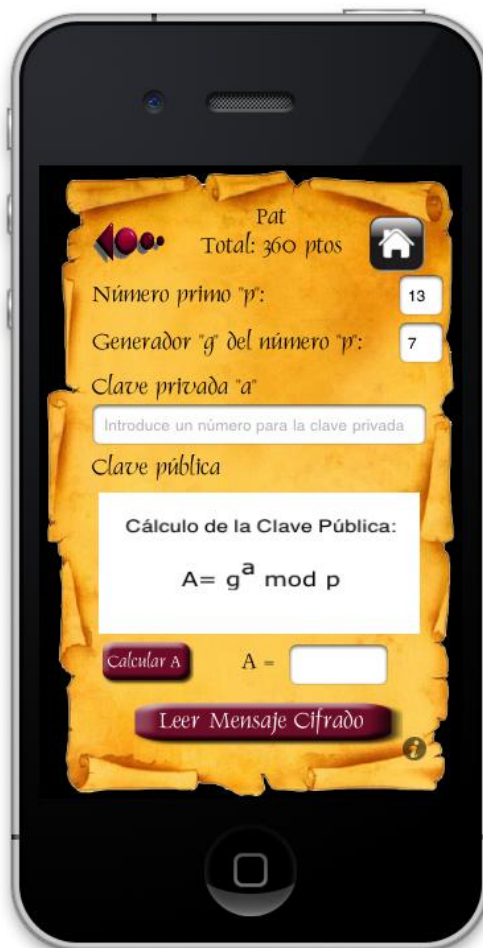 Pat
Total: 360 ptos
Número primo "p":
13
Generador "g" del número "p":
7
Clave privada "a"
Introduce un número para la clave privada
Clave pública
Cálculo de la Clave Pública:
A= g^a mod p
Calcular A
A =
Leer Mensaje Cifrado
i